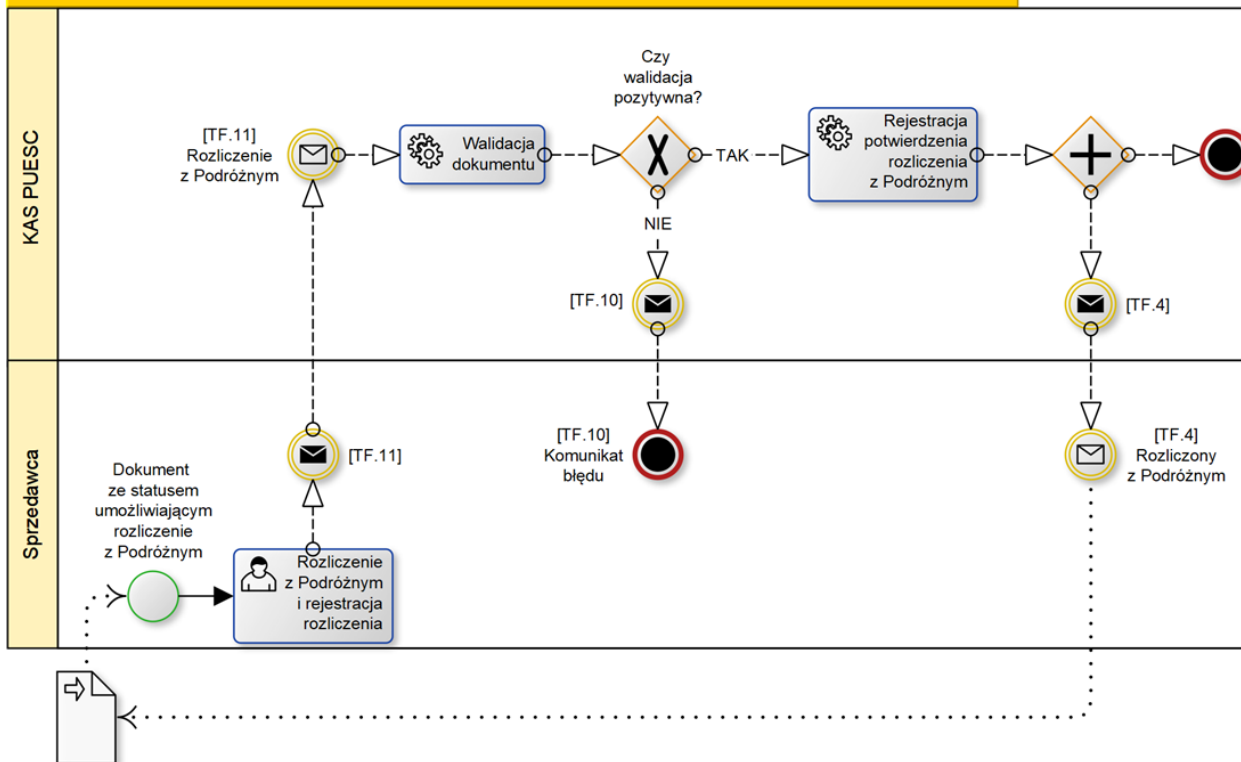 KAS PUESC
[TF.11]
Rozliczenie
z Podróżnym
Walidacja
dokumentu
Czy
walidacja
pozytywna?
TAK
NIE
Rejestracja
potwierdzenia
rozliczenia
z Podróżnym
[TF.10]
[TF.4]
Sprzedawca
Dokument
ze statusem
umożliwiającym
rozliczenie
z Podróżnym
[TF.11]
Rozliczenie
z Podróżnym
i rejestracja
rozliczenia
[TF.10]
Komunikat
błędu
[TF.4]
Rozliczony
z Podróżnym